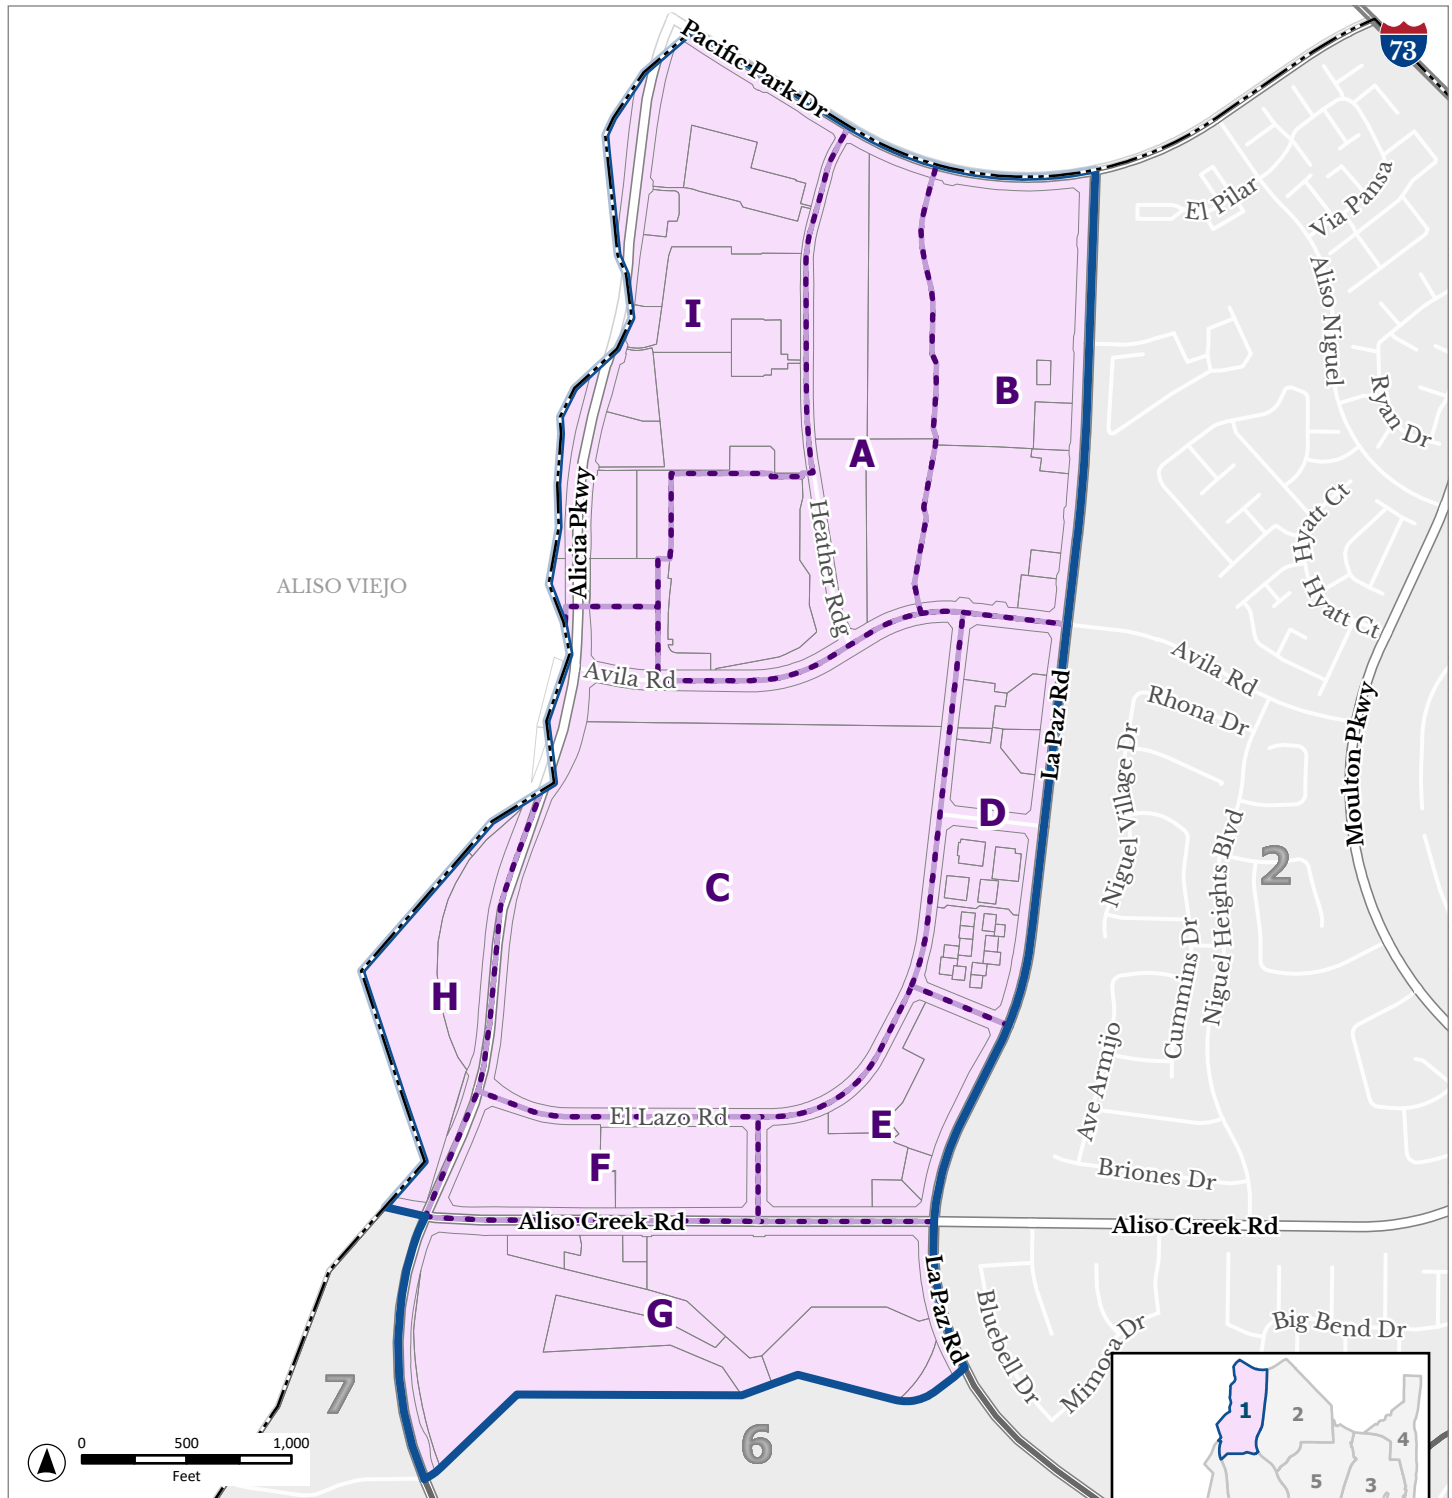 Pacific Park Dr
73
El Pilar
Via Pansa
Aliso Niguel
Ryan Dr
I
B
A
Alicia Pkwy
Heather Rdg
Hyatt Ct
Hyatt Ct
ALISO VIEJO
Avila Rd
Avila Rd
Rhona Dr
La Paz Rd
Moulton Pkwy
Niguel Village Dr
D
Niguel Heights Blvd
2
C
Cummins Dr
H
Ave Armijo
El Lazo Rd
E
F
Briones Dr
Aliso Creek Rd
Aliso Creek Rd
La Paz Rd
G
Bluebell Dr
Mimosa Dr
Big Bend Dr
7
6
0 500 1,000
Feet
1
2
4
5
3